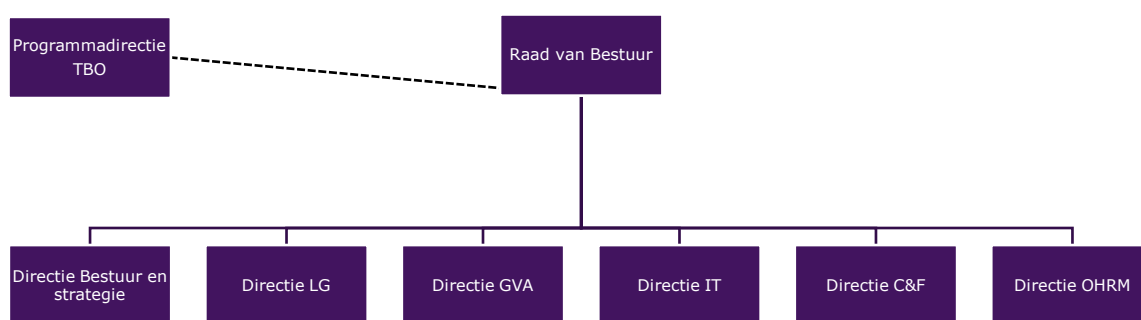 Programmadirectie
TBO
Raad van Bestuur
Directie Bestuur en
strategie
Directie LG
Directie GVA
Directie IT
Directie C&F
Directie OHRM